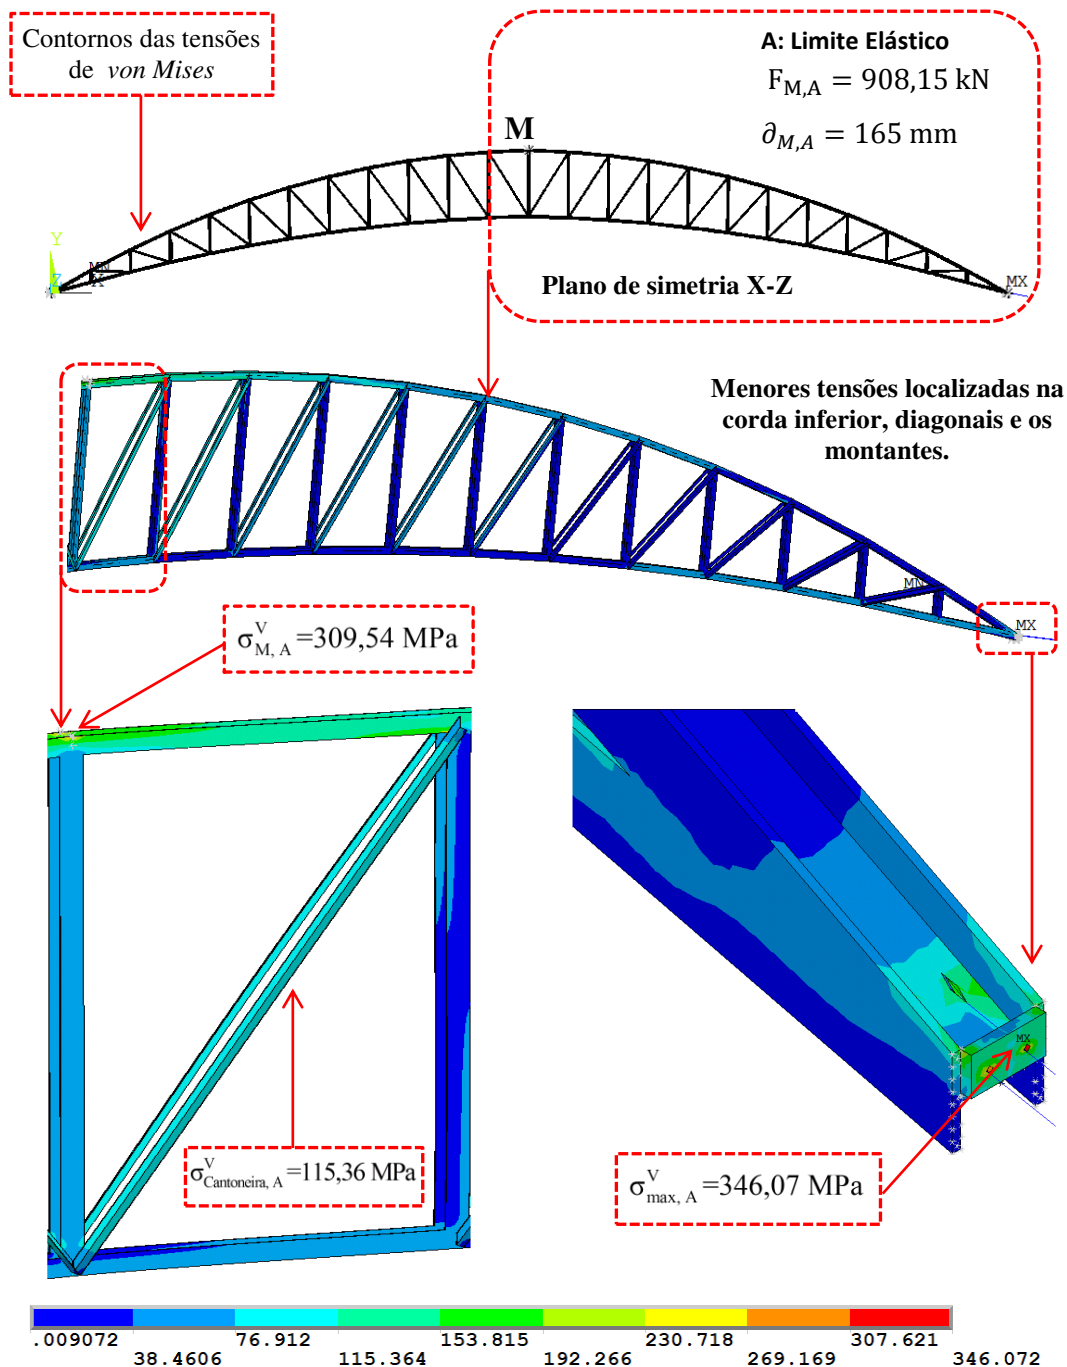 Contornos das tensões
de von Mises
A: Limite Elástico
F_M,A = 908,15 kN
∂_M,A = 165 mm
M
Y
Z
X
MN
MX
Plano de simetria X-Z
Menores tensões localizadas na
corda inferior, diagonais e os
montantes.
MN
MX
σ^V_M, A =309,54 MPa
MX
σ^V_Cantoneira, A =115,36 MPa
σ^V_max, A =346,07 MPa
.009072 76.912 153.815 230.718 307.621
38.4606 115.364 192.266 269.169 346.072